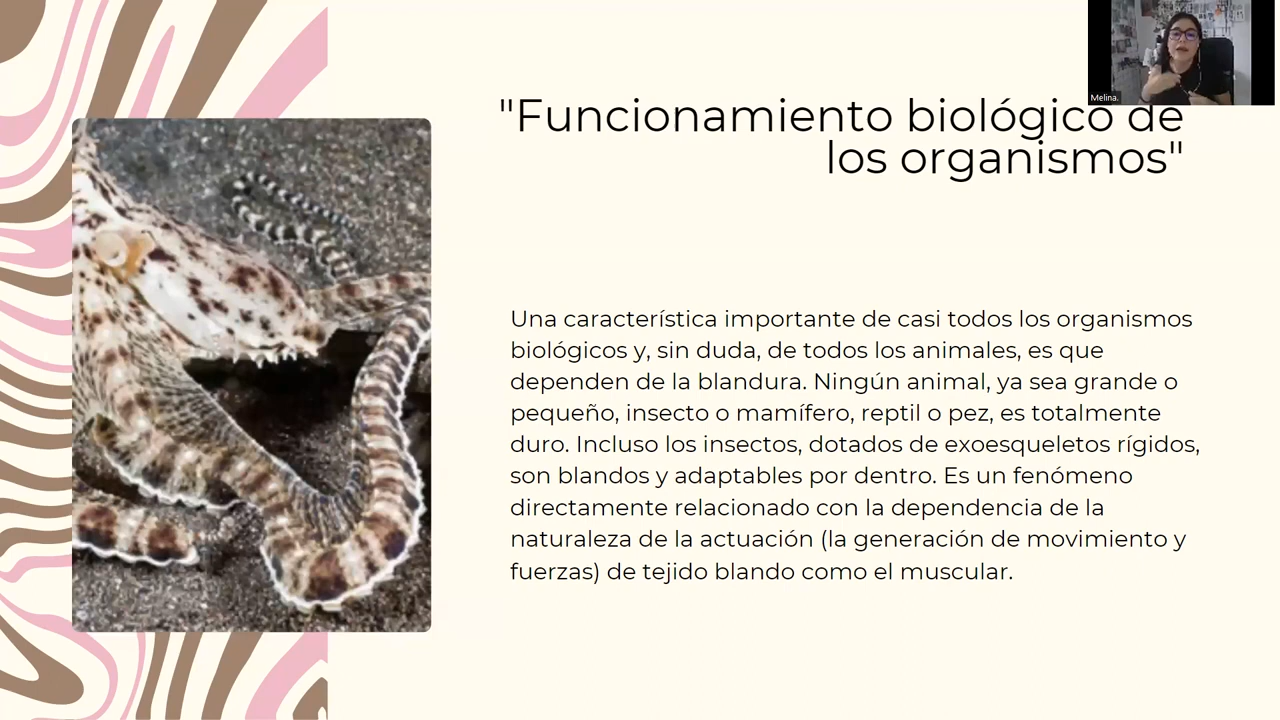 Melina.
"Funcionamiento biológico de
los organismos"
Una característica importante de casi todos los organismos
biológicos y, sin duda, de todos los animales, es que
dependen de la blandura. Ningún animal, ya sea grande o
pequeño, insecto o mamífero, reptil o pez, es totalmente
duro. Incluso los insectos, dotados de exoesqueletos rígidos,
son blandos y adaptables por dentro. Es un fenómeno
directamente relacionado con la dependencia de la
naturaleza de la actuación (la generación de movimiento y
fuerzas) de tejido blando como el muscular.